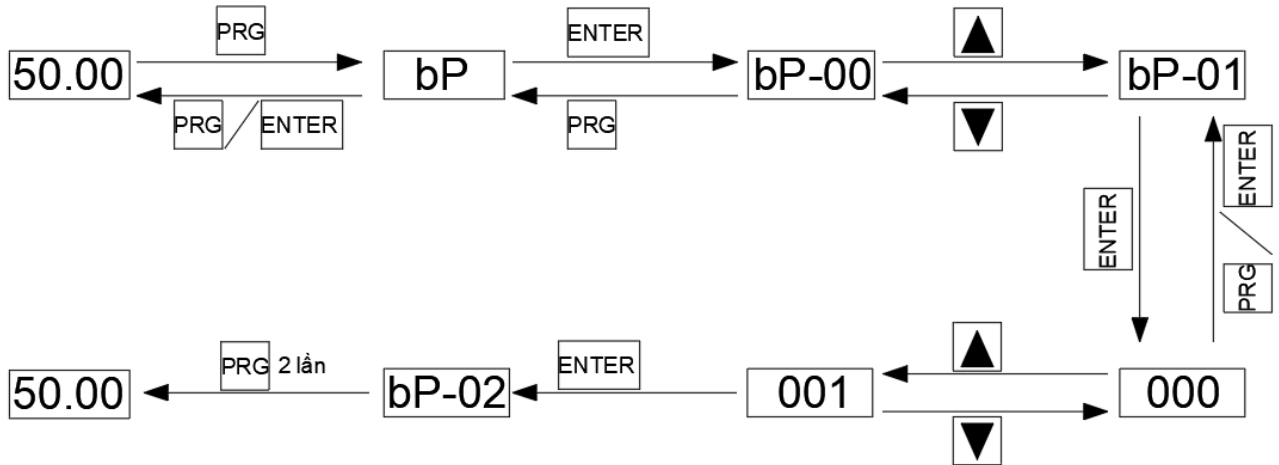 PRG
ENTER
50.00
bP
bP-00
bP-01
PRG
ENTER
PRG
ENTER
ENTER
PRG
PRG 2 lần
ENTER
50.00
bP-02
001
000